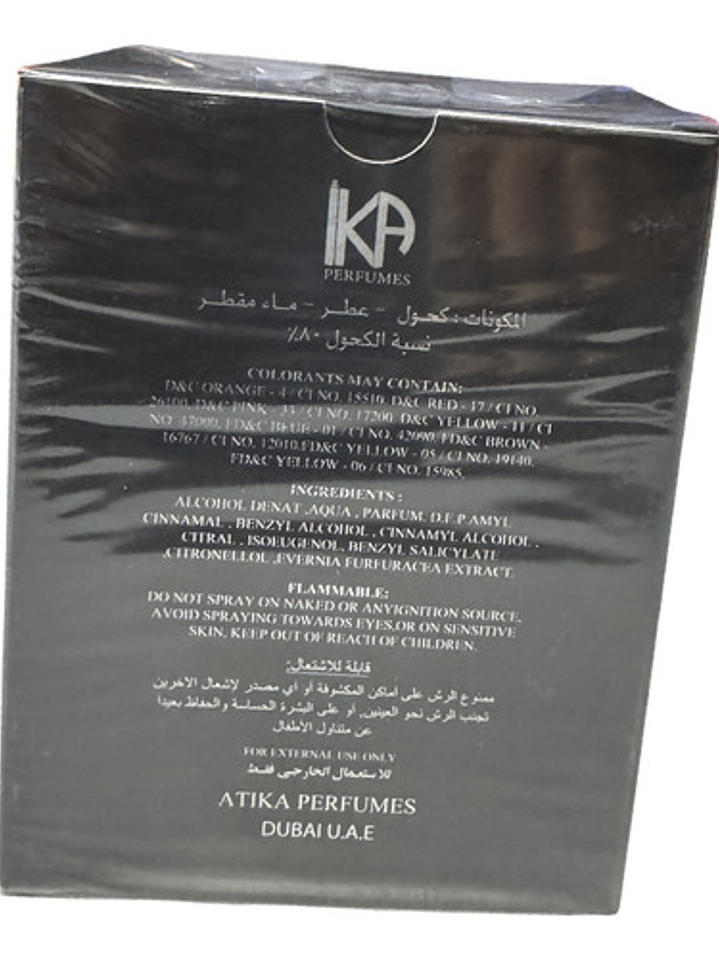 IKA
PERFUMES
المكونات : كحول - عطر - ماء مقطر
نسبة الكحول ٨٠٪
COLORANTS MAY CONTAIN:
D&C ORANGE - 4 / CI NO. 15510, D&C RED - 17 / CI NO.
26100, D&C PINK - 33 / CI NO. 17200, D&C YELLOW - 11 / CI
NO. 47000, FD&C BLUE - 01 / CI NO. 42090, FD&C BROWN -
16767 / CI NO. 12010,FD&C YELLOW - 05 / CI NO. 19140,
FD&C YELLOW - 06 / CI NO. 15985.
INGREDIENTS :
ALCOHOL DENAT .AQUA , PARFUM. D.E.P.AMYL
CINNAMAL , BENZYL ALCOHOL , CINNAMYL ALCOHOL .
CITRAL , ISOEUGENOL, BENZYL SALICYLATE
,CITRONELLOL ,EVERNIA FURFURACEA EXTRACT.
FLAMMABLE:
DO NOT SPRAY ON NAKED OR ANYIGNITION SOURCE.
AVOID SPRAYING TOWARDS EYES,OR ON SENSITIVE
SKIN. KEEP OUT OF REACH OF CHILDREN.
قابلة للاشتعال:
ممنوع الرش على أماكن المكشوفة أو أي مصدر لإشعال الآخرين
تجنب الرش نحو العينين, أو على البشرة الحساسة والحفاظ بعيدا
عن متناول الأطفال
FOR EXTERNAL USE ONLY
للاستعمال الخارجي فقط
ATIKA PERFUMES
DUBAI U.A.E